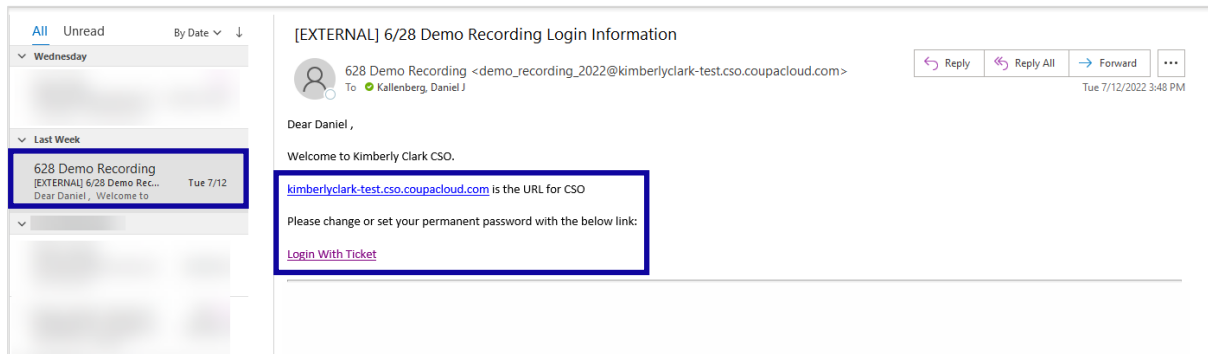 All Unread By Date
Wednesday
Last Week
628 Demo Recording
[EXTERNAL] 6/28 Demo Rec... Tue 7/12
Dear Daniel , Welcome to
[EXTERNAL] 6/28 Demo Recording Login Information
628 Demo Recording <demo_recording_2022@kimberlyclark-test.cso.coupacloud.com>
To Kallenberg, Daniel J
Reply Reply All Forward ...
Tue 7/12/2022 3:48 PM
Dear Daniel ,
Welcome to Kimberly Clark CSO.
kimberlyclark-test.cso.coupacloud.com is the URL for CSO
Please change or set your permanent password with the below link:
Login With Ticket